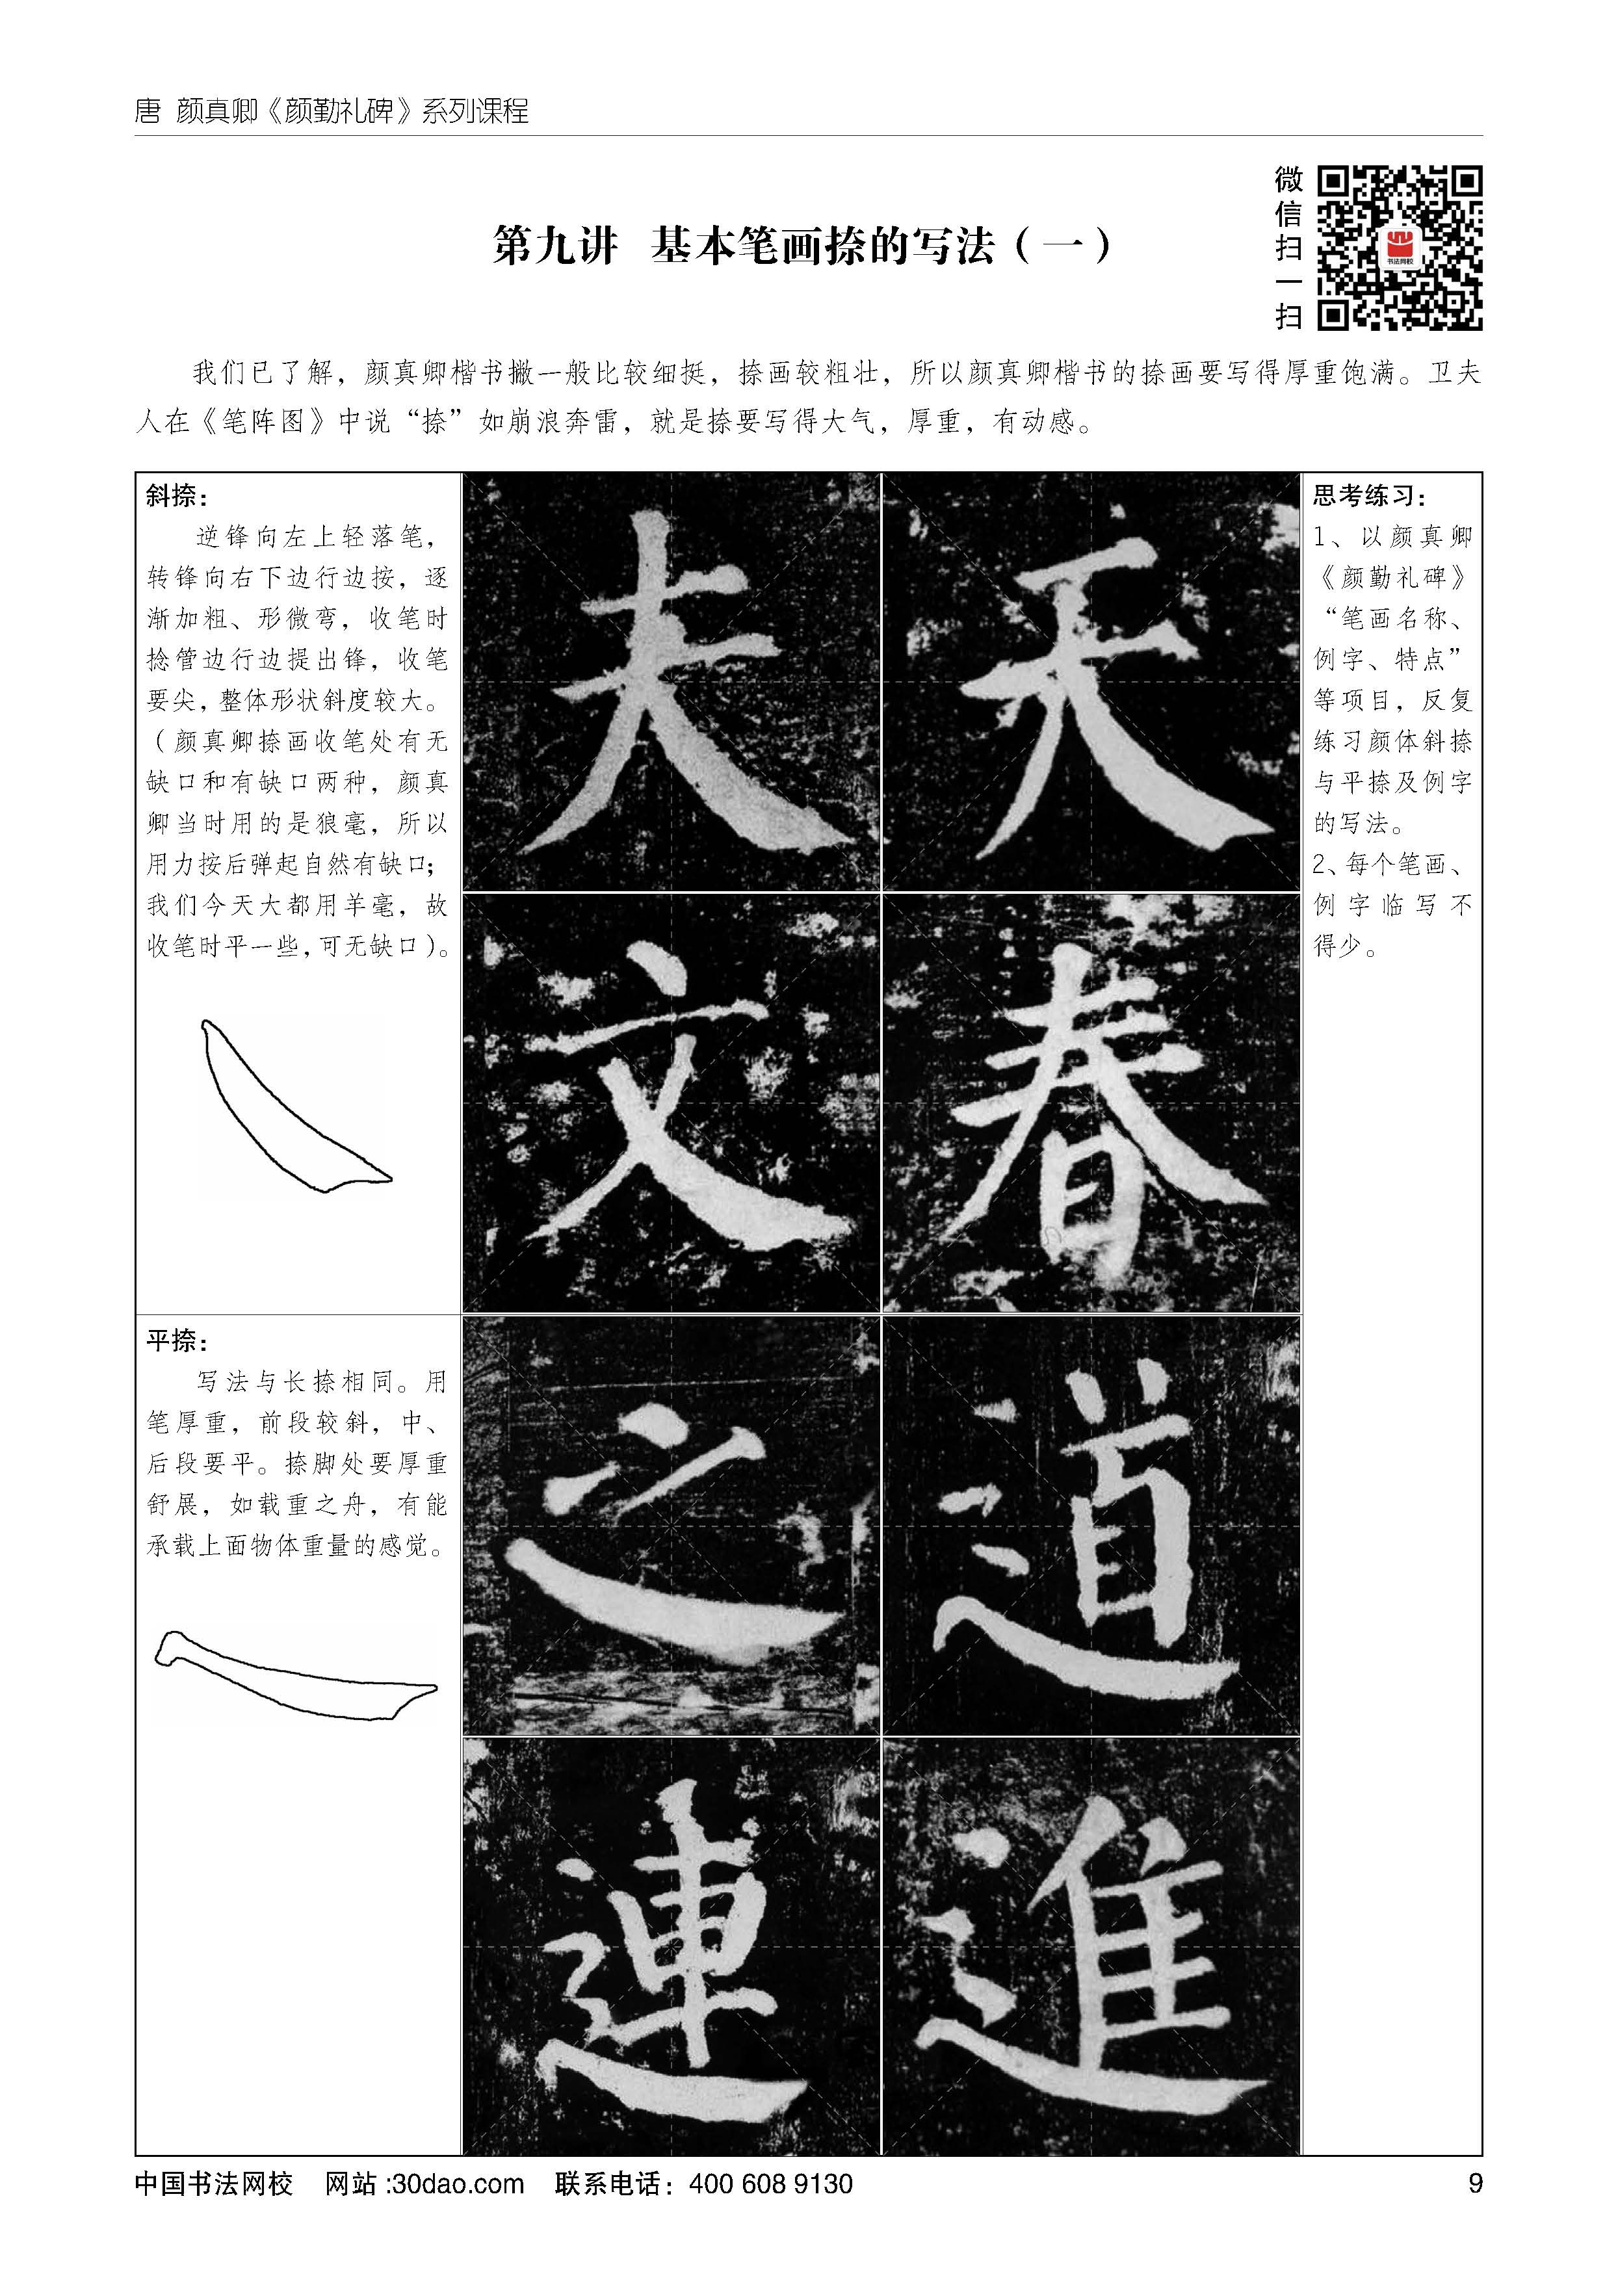 唐 颜真卿《颜勤礼碑》系列课程
微信扫一扫
书法网校
第九讲 基本笔画捺的写法（一）
我们已了解，颜真卿楷书撇一般比较细挺，捺画较粗壮，所以颜真卿楷书的捺画要写得厚重饱满。卫夫
人在《笔阵图》中说“捺”如崩浪奔雷，就是捺要写得大气，厚重，有动感。
斜捺：
逆锋向左上轻落笔，
转锋向右下边行边按，逐
渐加粗、形微弯，收笔时
捻管边行边提出锋，收笔
要尖，整体形状斜度较大。
（颜真卿捺画收笔处有无
缺口和有缺口两种，颜真
卿当时用的是狼毫，所以
用力按后弹起自然有缺口；
我们今天大都用羊毫，故
收笔时平一些，可无缺口）。
夫 天
文 春
平捺：
写法与长捺相同。用
笔厚重，前段较斜，中、
后段要平。捺脚处要厚重
舒展，如载重之舟，有能
承载上面物体重量的感觉。
之 道
連 進
思考练习：
1、以颜真卿
《颜勤礼碑》
“笔画名称、
例字、特点”
等项目，反复
练习颜体斜捺
与平捺及例字
的写法。
2、每个笔画、
例字临写不
得少。
中国书法网校 网站:30dao.com 联系电话：400 608 9130
9